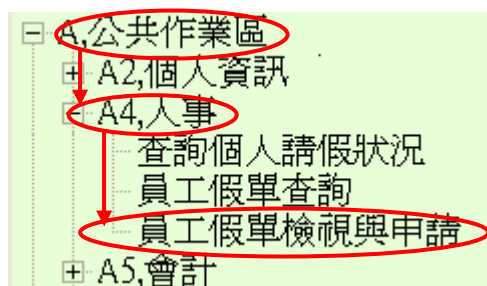 A,公共作業區
A2,個人資訊
A4,人事
查詢個人請假狀況
員工假單查詢
員工假單檢視與申請
A5,會計